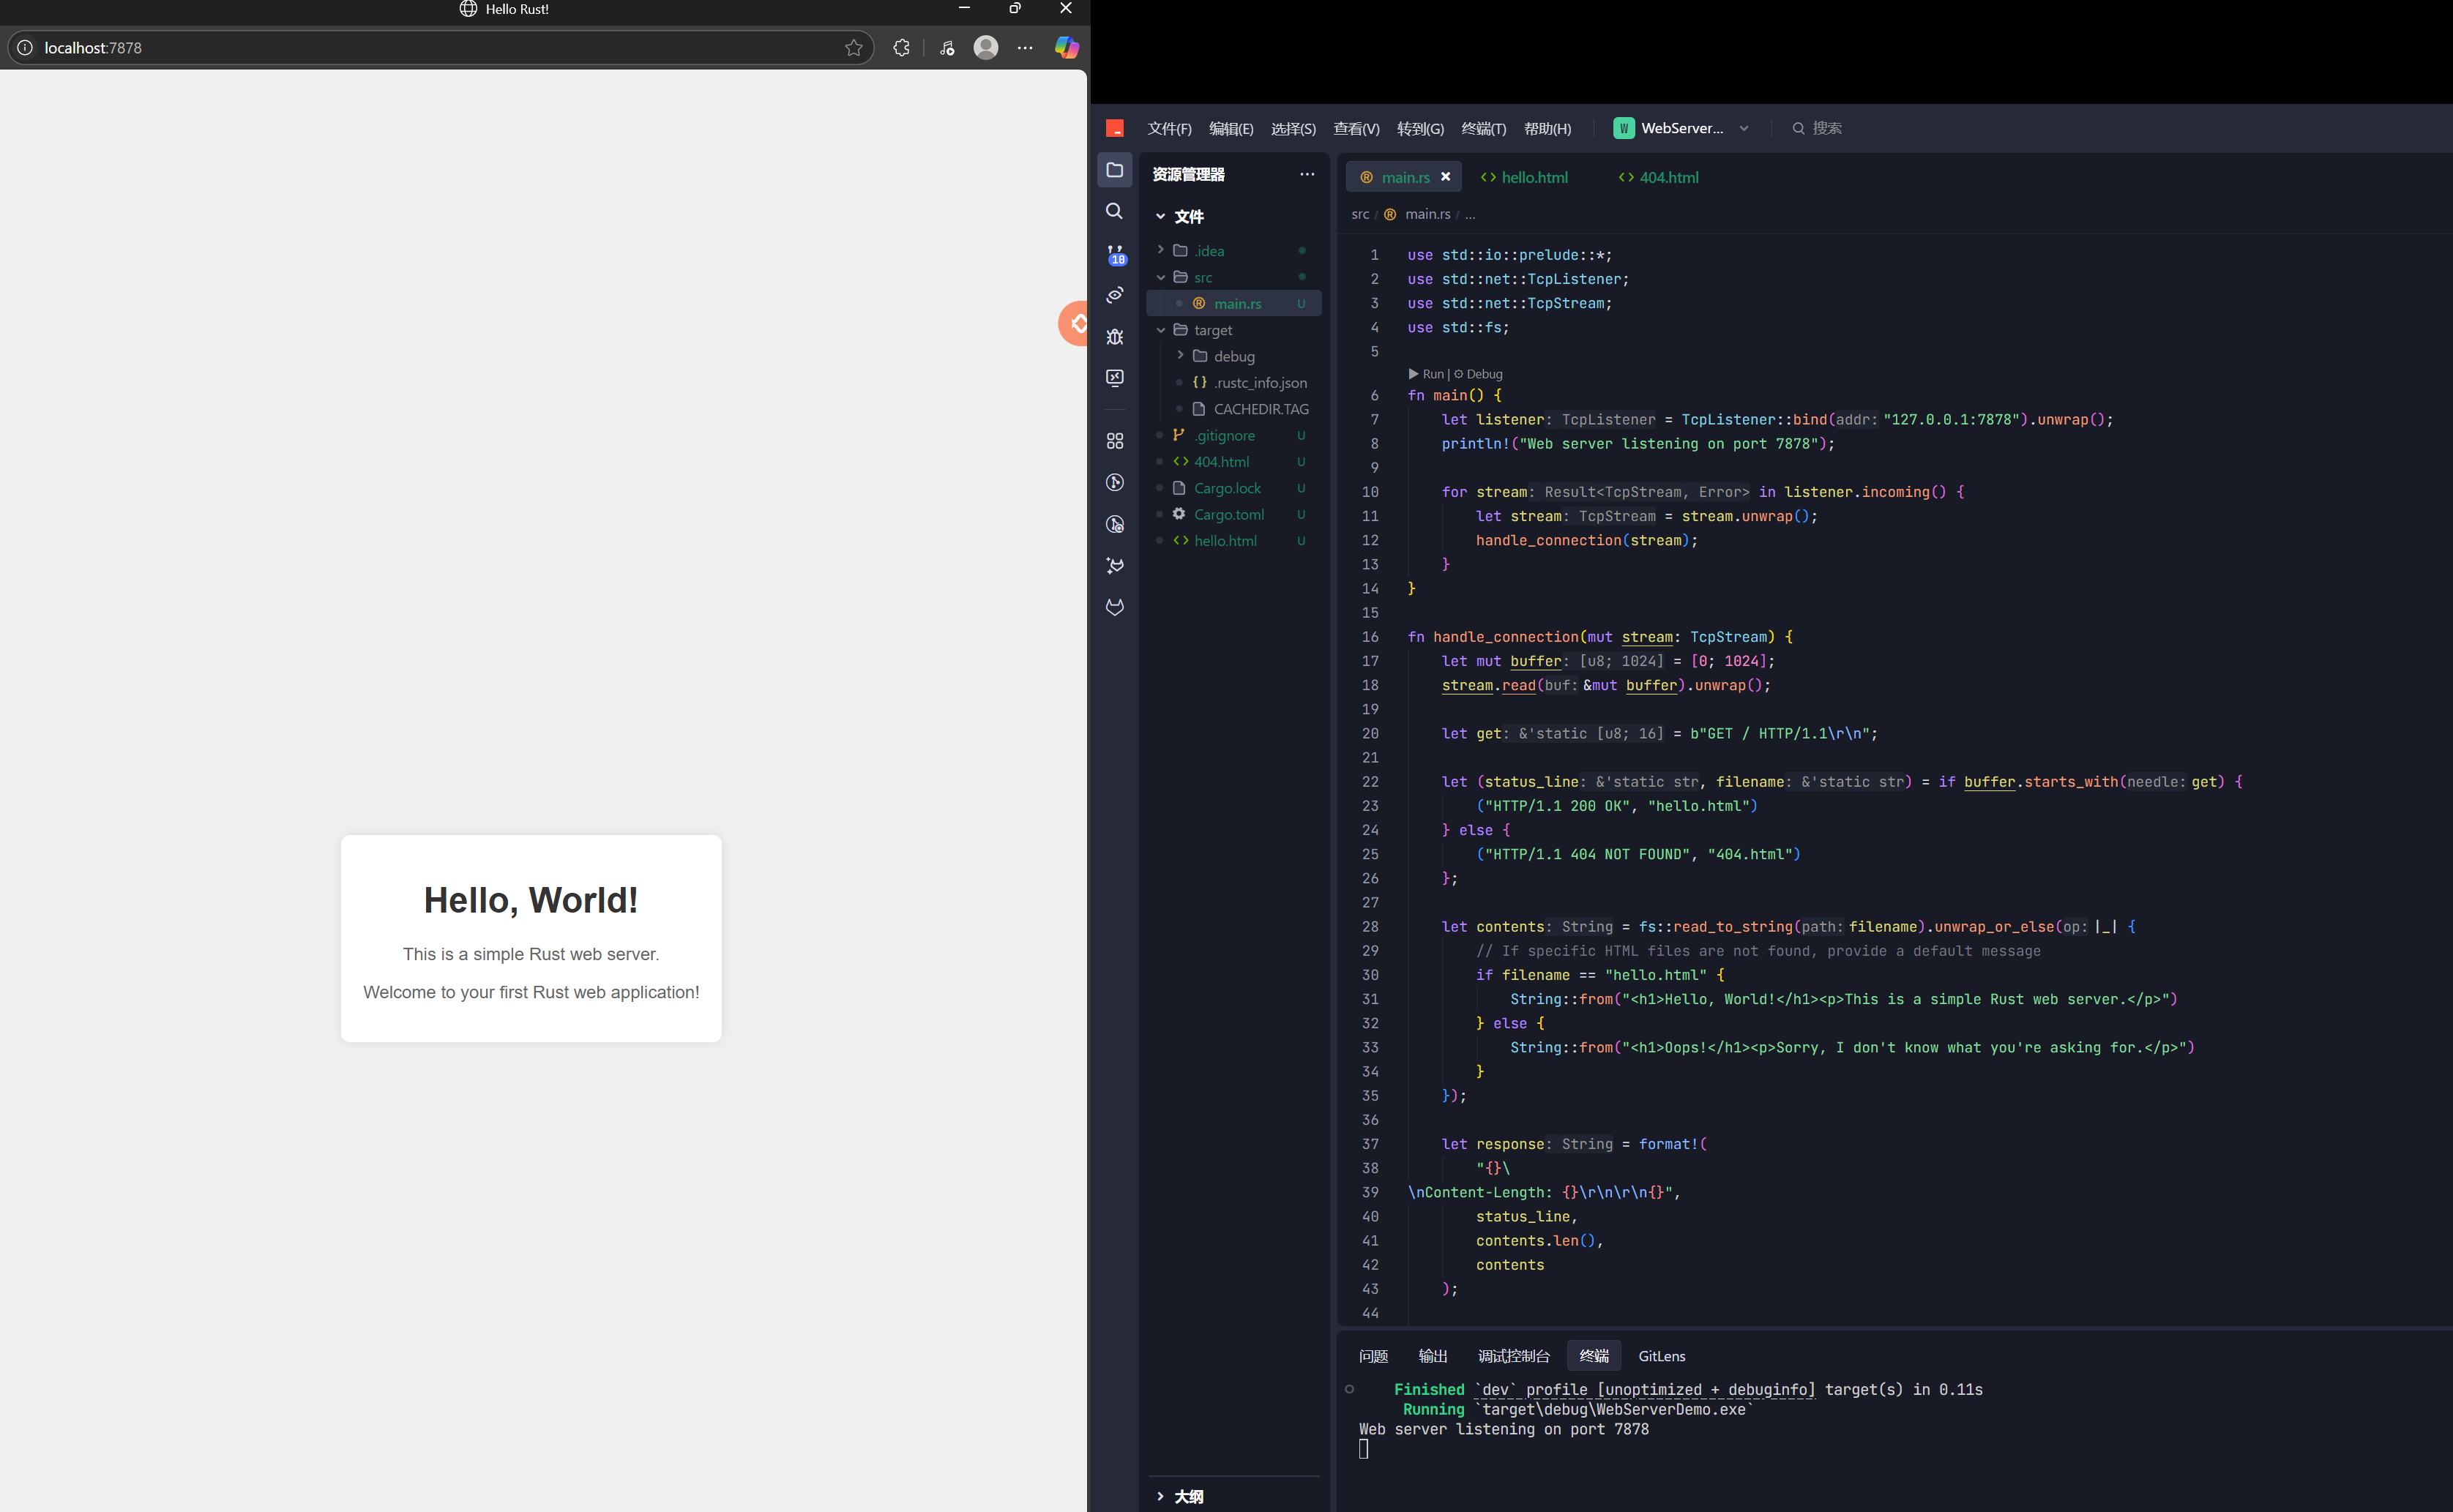 Hello Rust!
localhost:7878
Hello, World!
This is a simple Rust web server.
Welcome to your first Rust web application!
文件(F) 编辑(E) 选择(S) 查看(V) 转到(G) 终端(T) 帮助(H) W WebServer... 搜索
10
资源管理器 ...
文件
.idea
src
main.rs U
target
debug
{} .rustc_info.json
CACHEDIR.TAG
.gitignore U
<> 404.html U
Cargo.lock U
Cargo.toml U
<> hello.html U
大纲
main.rs <> hello.html <> 404.html
src / main.rs / ...
1 use std::io::prelude::*;
2 use std::net::TcpListener;
3 use std::net::TcpStream;
4 use std::fs;
5
Run | Debug
6 fn main() {
7 let listener: TcpListener = TcpListener::bind(addr: "127.0.0.1:7878").unwrap();
8 println!("Web server listening on port 7878");
9
10 for stream: Result<TcpStream, Error> in listener.incoming() {
11 let stream: TcpStream = stream.unwrap();
12 handle_connection(stream);
13 }
14 }
15
16 fn handle_connection(mut stream: TcpStream) {
17 let mut buffer: [u8; 1024] = [0; 1024];
18 stream.read(buf: &mut buffer).unwrap();
19
20 let get: &'static [u8; 16] = b"GET / HTTP/1.1\r\n";
21
22 let (status_line: &'static str, filename: &'static str) = if buffer.starts_with(needle: get) {
23 ("HTTP/1.1 200 OK", "hello.html")
24 } else {
25 ("HTTP/1.1 404 NOT FOUND", "404.html")
26 };
27
28 let contents: String = fs::read_to_string(path: filename).unwrap_or_else(op: |_| {
29 // If specific HTML files are not found, provide a default message
30 if filename == "hello.html" {
31 String::from("<h1>Hello, World!</h1><p>This is a simple Rust web server.</p>")
32 } else {
33 String::from("<h1>Oops!</h1><p>Sorry, I don't know what you're asking for.</p>")
34 }
35 });
36
37 let response: String = format!(
38 "{}\
39 \nContent-Length: {}\r\n\r\n{}",
40 status_line,
41 contents.len(),
42 contents
43 );
44
问题 输出 调试控制台 终端 GitLens
Finished `dev` profile [unoptimized + debuginfo] target(s) in 0.11s
Running `target\debug\WebServerDemo.exe`
Web server listening on port 7878